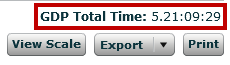 GDP Total Time: 5.21:09:29
View Scale Export Print